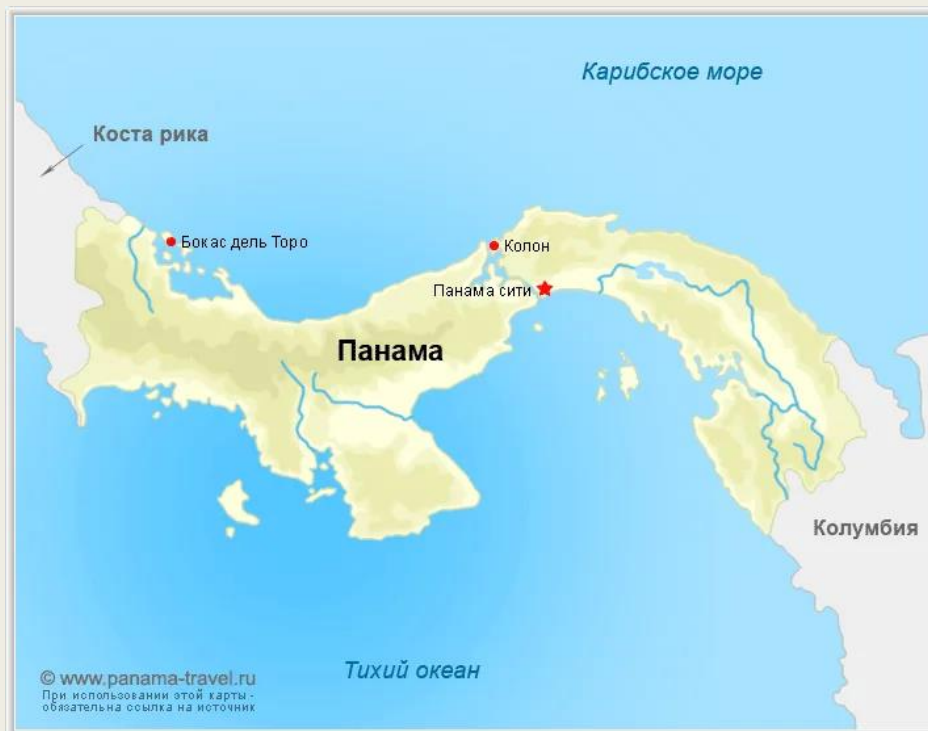 Карибское море
Коста рика
Бокас дель Торо
Колон
Панама сити
Панама
Колумбия
Тихий океан
© www.panama-travel.ru
При использовании этой карты -
обязательна ссылка на источник